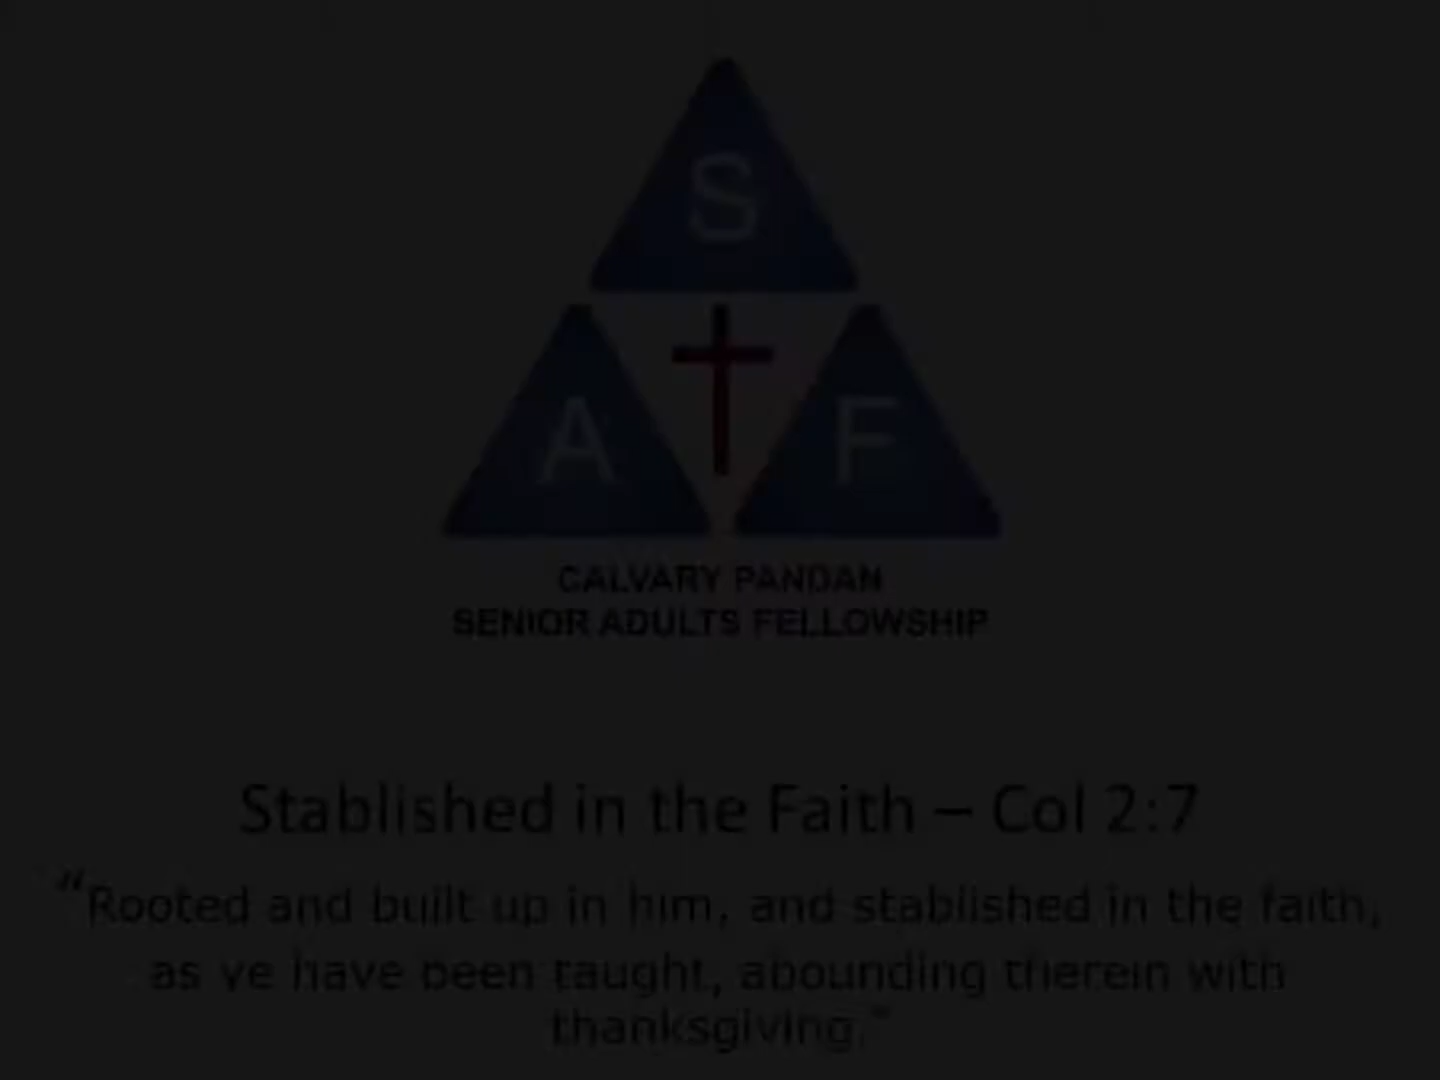 S
A F
CALVARY PANDAN
SENIOR ADULTS FELLOWSHIP
Stablished in the Faith – Col 2:7
“Rooted and built up in him, and stablished in the faith,
as ye have been taught, abounding therein with
thanksgiving.”